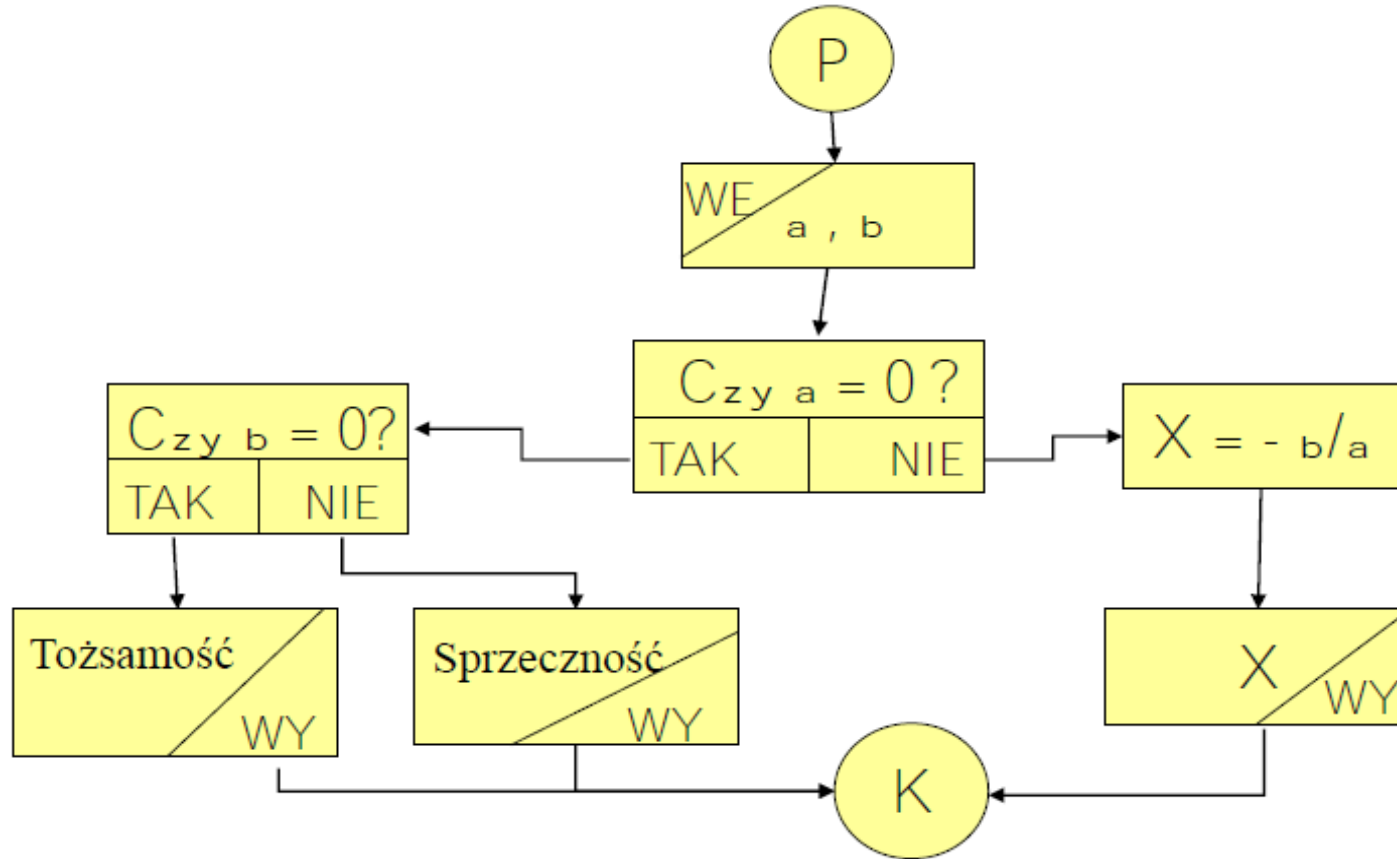 P
WE
a , b
Czy a = 0 ?
TAK NIE
Czy b = 0?
TAK NIE
X = - b/a
Tożsamość
WY
Sprzeczność
WY
X
WY
K